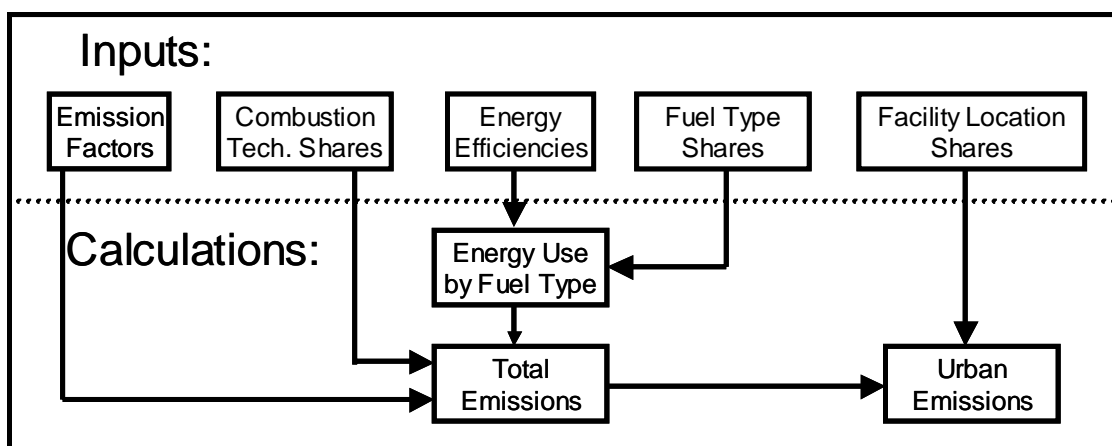 Inputs:
Emission
Factors
Combustion
Tech. Shares
Energy
Efficiencies
Fuel Type
Shares
Facility Location
Shares
Calculations:
Energy Use
by Fuel Type
Total
Emissions
Urban
Emissions